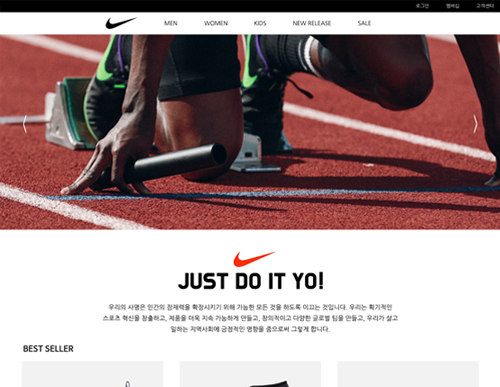 로그인 멤버십 고객센터
MEN WOMEN KIDS NEW RELEASE SALE
JUST DO IT YO!
우리의 사명은 인간의 잠재력을 확장시키기 위해 가능한 모든 것을 하도록 이끄는 것입니다. 우리는 획기적인
스포츠 혁신을 창출하고, 제품을 더욱 지속 가능하게 만들고, 창의적이고 다양한 글로벌 팀을 만들고, 우리가 살고
일하는 지역사회에 긍정적인 영향을 줌으로써 그렇게 합니다.
BEST SELLER